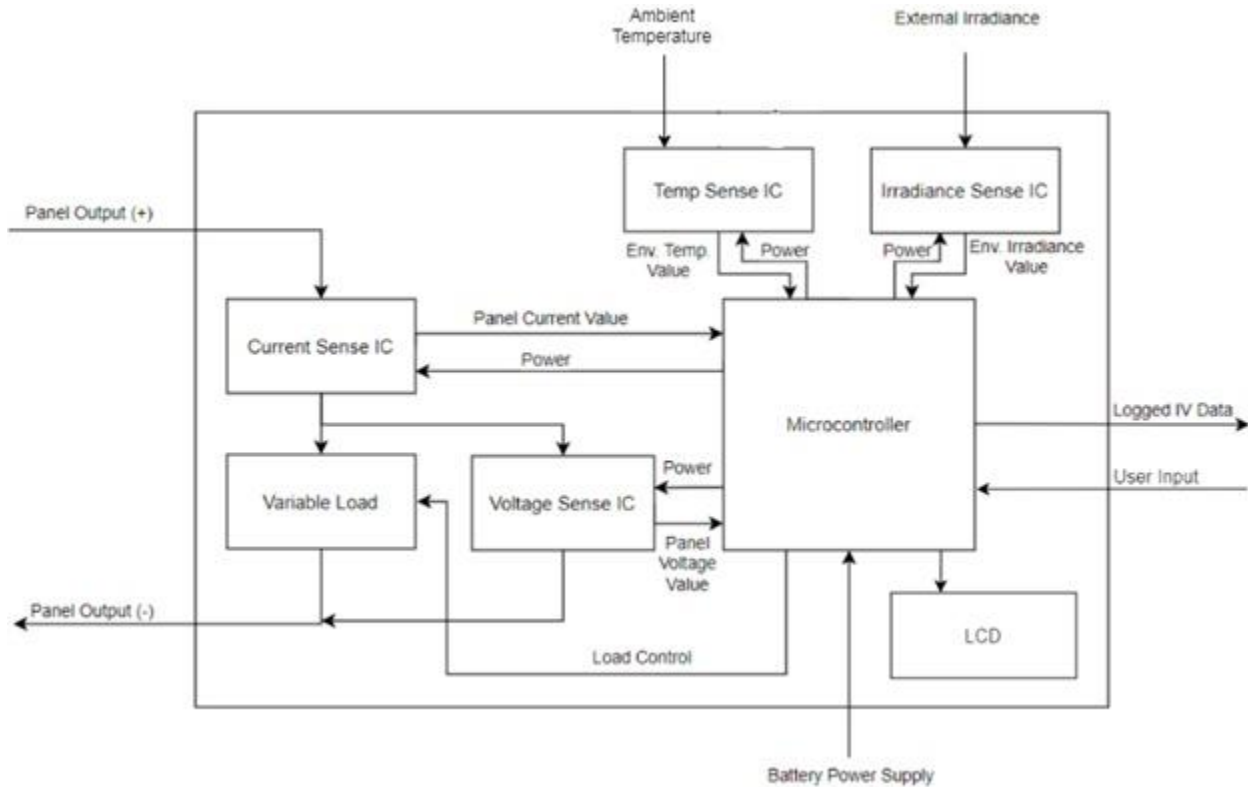 Ambient
Temperature
External Irradiance
Temp Sense IC
Irradiance Sense IC
Panel Output (+)
Env. Temp.
Value
Power
Power
Env. Irradiance
Value
Current Sense IC
Panel Current Value
Power
Microcontroller
Logged IV Data
Variable Load
Voltage Sense IC
Power
User Input
Panel
Voltage
Value
Panel Output (-)
LCD
Load Control
Battery Power Supply